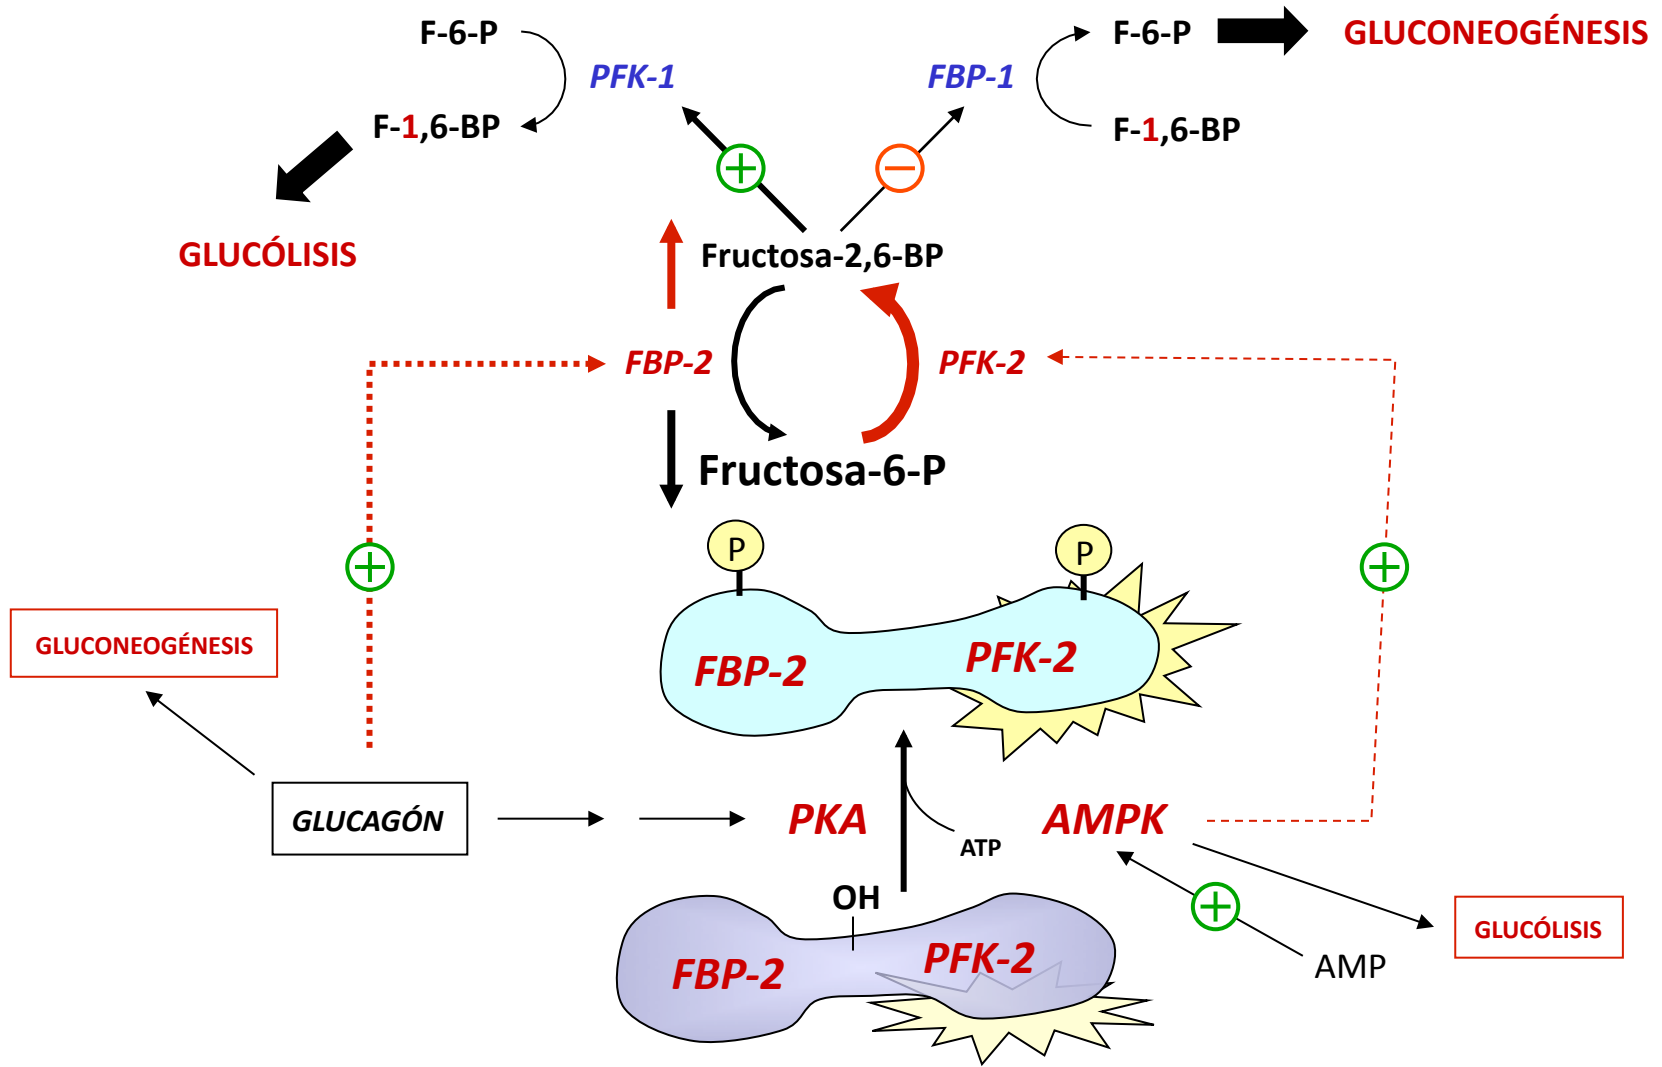 F-6-P
PFK-1
F-1,6-BP
GLUCÓLISIS
FBP-1
F-6-P
GLUCONEOGÉNESIS
F-1,6-BP
Fructosa-2,6-BP
FBP-2
PFK-2
Fructosa-6-P
P
P
FBP-2
PFK-2
GLUCONEOGÉNESIS
GLUCAGÓN
PKA
ATP
AMPK
OH
FBP-2
PFK-2
AMP
GLUCÓLISIS